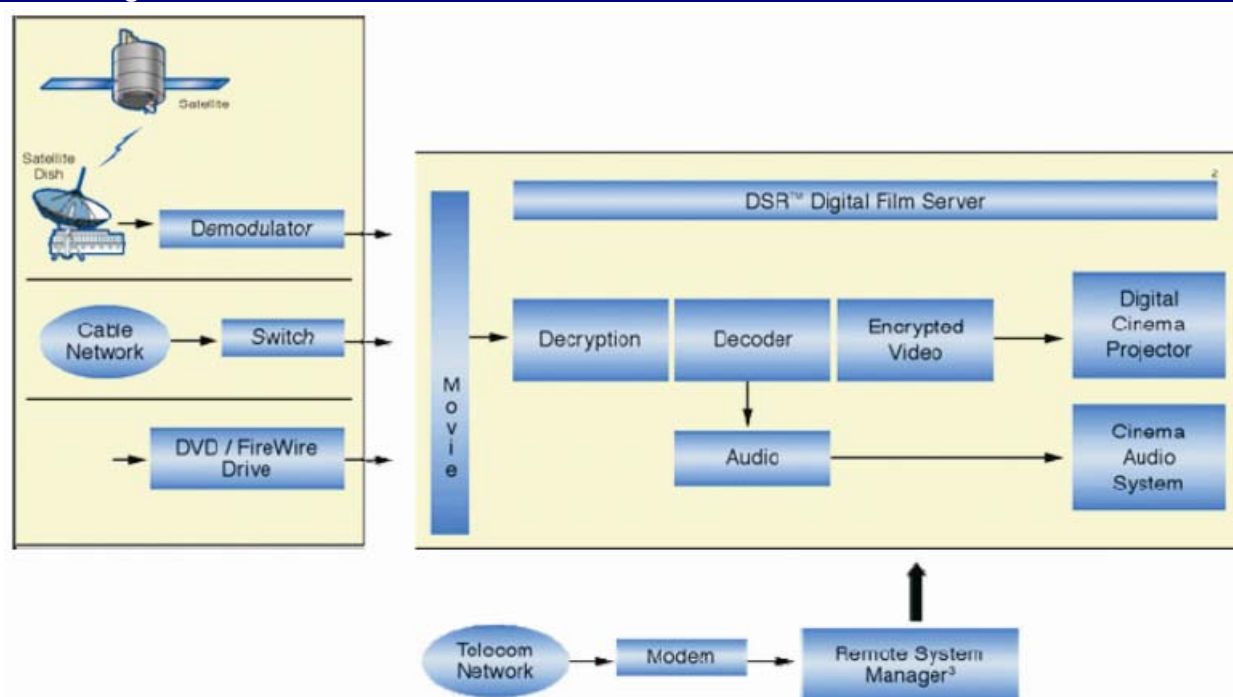 Satellite
Satellite
Dish
Demodulator
Cable
Network
Switch
DVD / FireWire
Drive
Movie
2
DSR™ Digital Film Server
Decryption
Decoder
Encrypted
Video
Digital
Cinema
Projector
Audio
Cinema
Audio
System
Telecom
Network
Modem
Remote System
Manager³